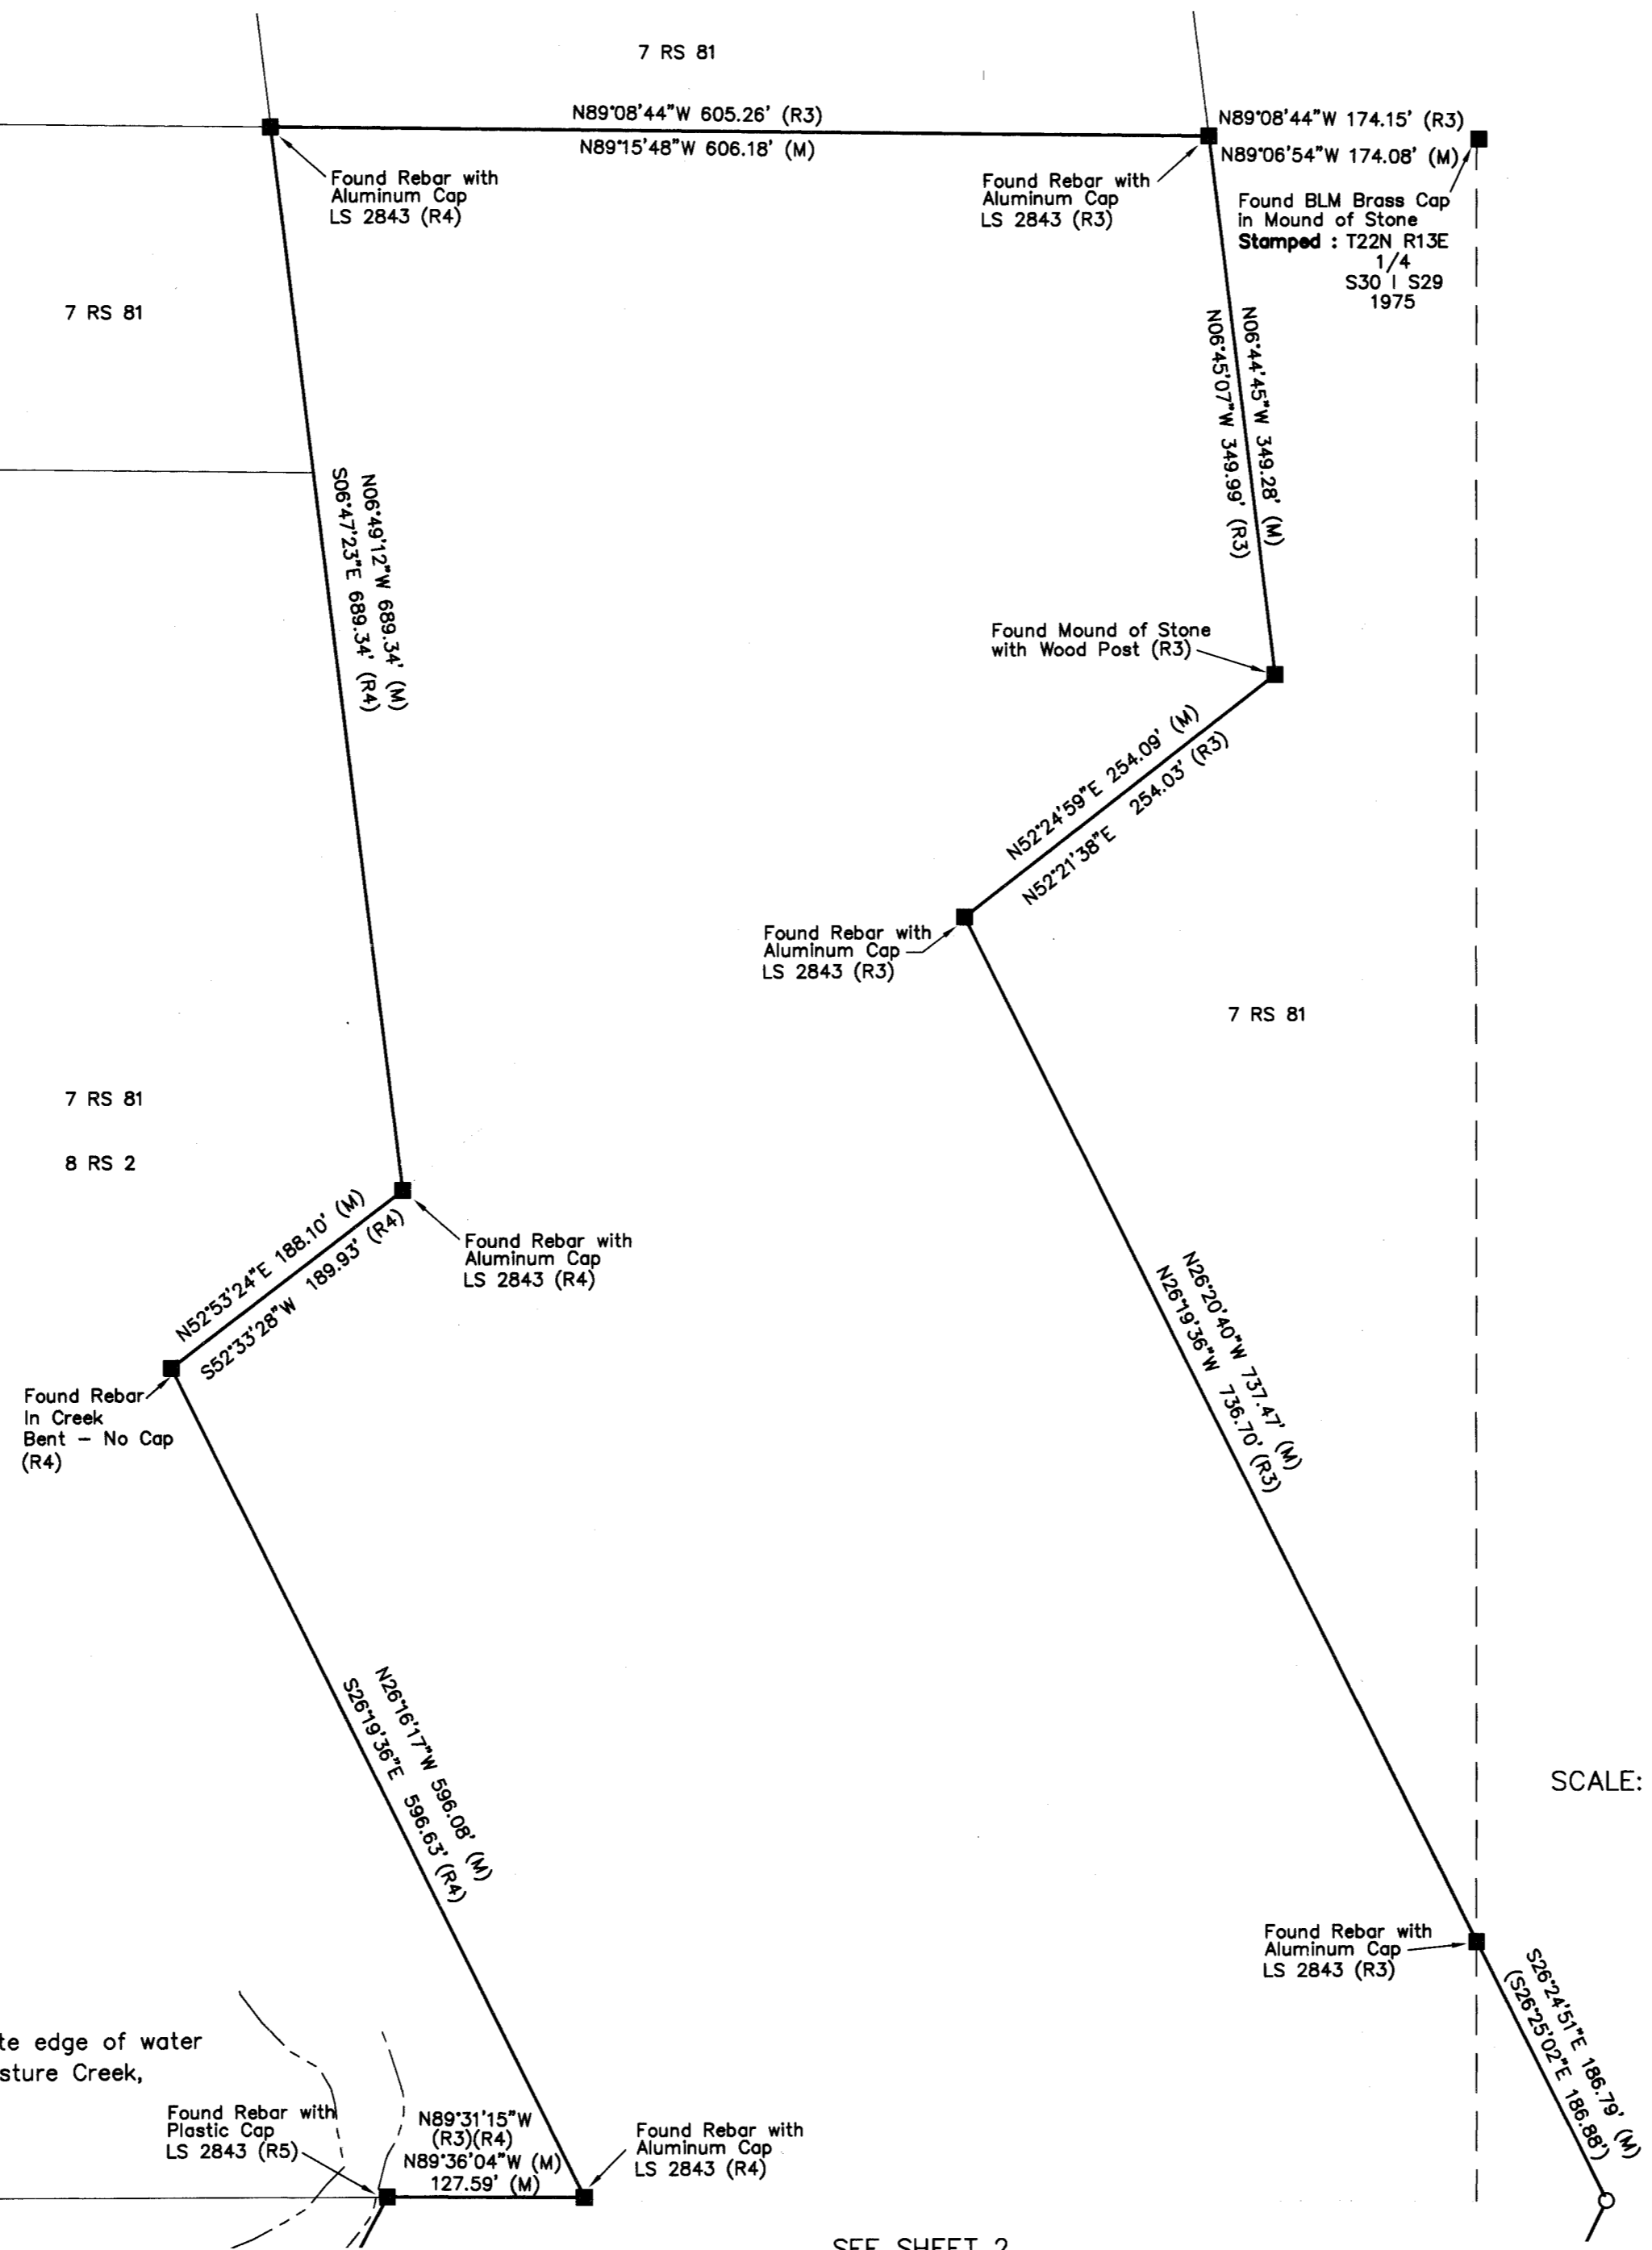 7 RS 81
N89°08'44"W 605.26' (R3)
N89°15'48"W 606.18' (M)
N89°08'44"W 174.15' (R3)
N89°06'54"W 174.08' (M)
Found Rebar with
Aluminum Cap
LS 2843 (R4)
Found Rebar with
Aluminum Cap
LS 2843 (R3)
Found BLM Brass Cap
in Mound of Stone
Stamped : T22N R13E
1/4
S30 | S29
1975
7 RS 81
N06°44'45"W 349.28' (M)
N06°45'07"W 349.99' (R3)
N06°49'12"W 689.34' (M)
S06°47'23"E 689.34' (R4)
Found Mound of Stone
with Wood Post (R3)
N52°24'59"E 254.09' (M)
N52°21'38"E 254.03' (R3)
Found Rebar with
Aluminum Cap
LS 2843 (R3)
7 RS 81
7 RS 81
8 RS 2
N52°53'24"E 188.10' (M)
S52°33'28"W 189.93' (R4)
Found Rebar with
Aluminum Cap
LS 2843 (R4)
Found Rebar
In Creek
Bent – No Cap
(R4)
N26°20'40"W 737.47' (M)
N26°19'36"W 736.70' (R3)
N26°16'17"W 596.08' (M)
S26°19'36"E 596.63' (R4)
SCALE:
Found Rebar with
Aluminum Cap
LS 2843 (R3)
S26°24'51"E 186.79' (M)
(S26°25'02"E 186.88')
te edge of water
sture Creek,
Found Rebar with
Plastic Cap
LS 2843 (R5)
N89°31'15"W
(R3)(R4)
N89°36'04"W (M)
127.59' (M)
Found Rebar with
Aluminum Cap
LS 2843 (R4)
SEE SHEET 2